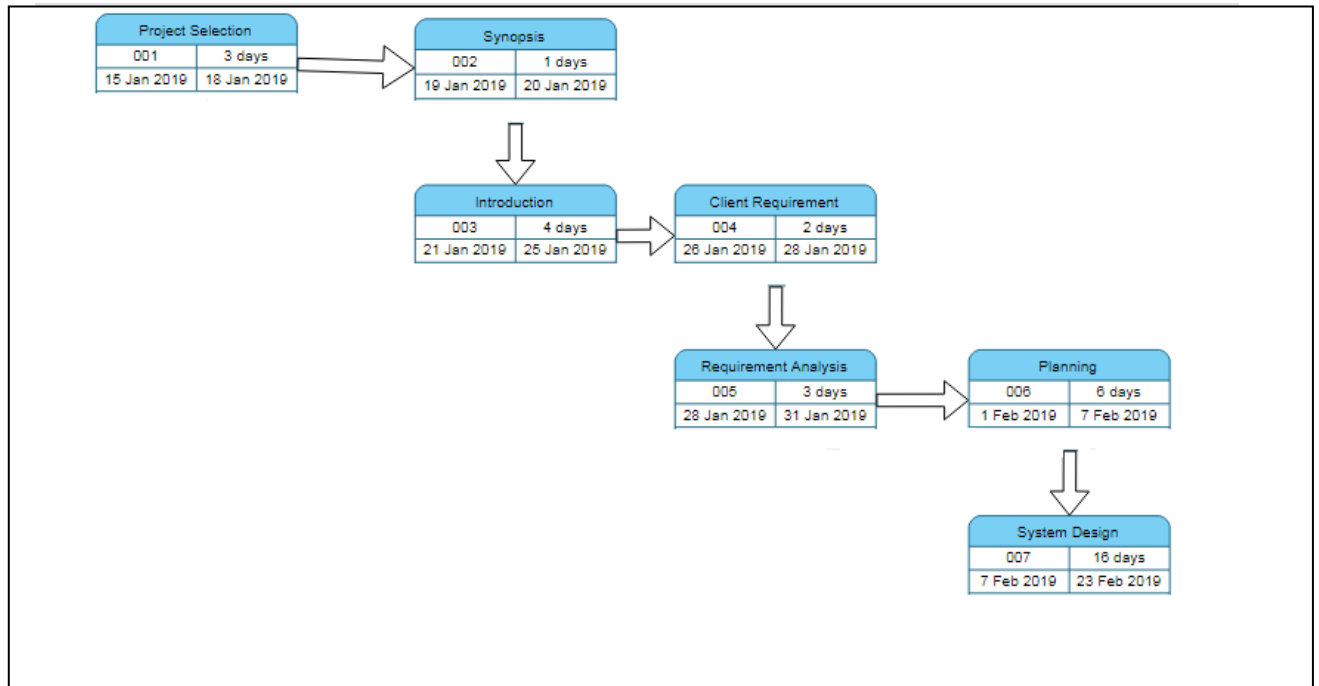 Project Selection
001 3 days
15 Jan 2019 18 Jan 2019
Synopsis
002 1 days
19 Jan 2019 20 Jan 2019
Introduction
003 4 days
21 Jan 2019 25 Jan 2019
Client Requirement
004 2 days
26 Jan 2019 28 Jan 2019
Requirement Analysis
005 3 days
28 Jan 2019 31 Jan 2019
Planning
006 6 days
1 Feb 2019 7 Feb 2019
System Design
007 16 days
7 Feb 2019 23 Feb 2019